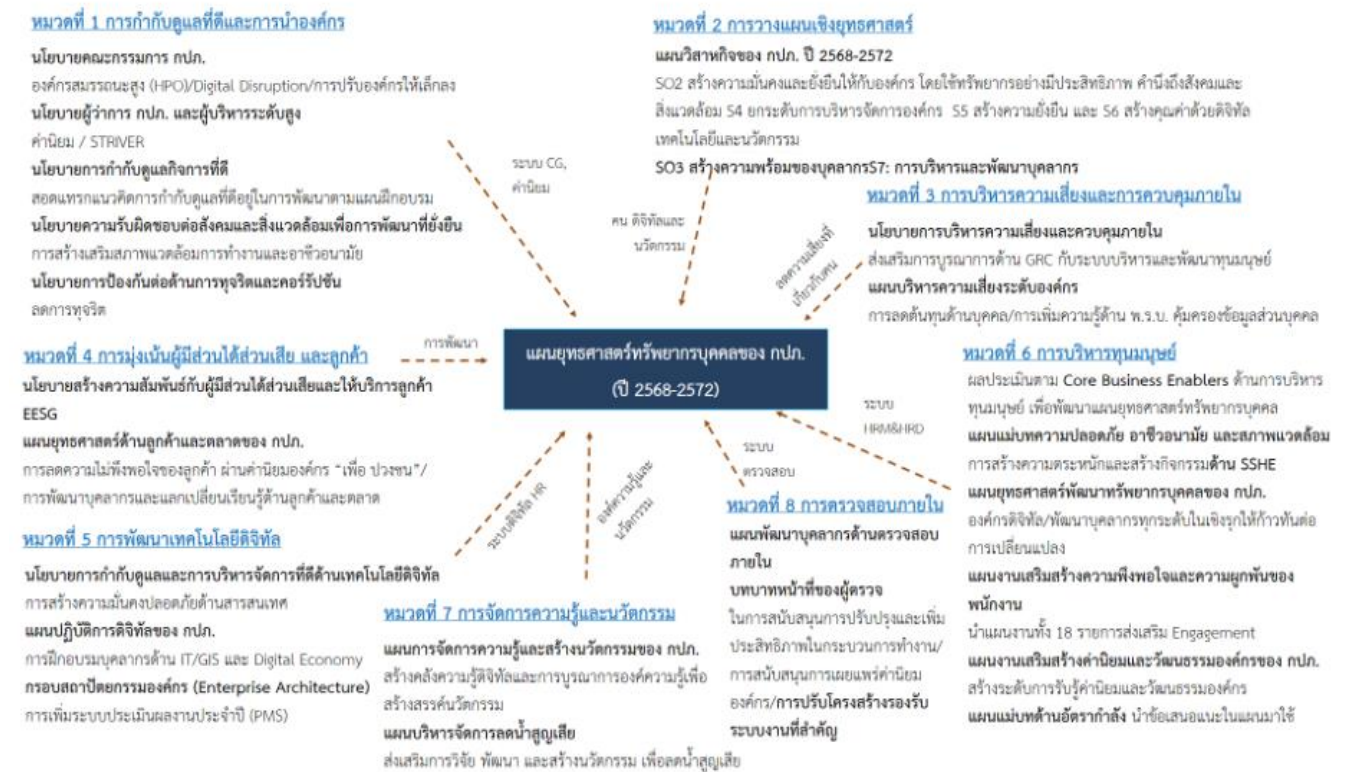 หมวดที่ 1 การกำกับดูแลที่ดีและการนำองค์กร
นโยบายคณะกรรมการ กปภ.
องค์กรสมรรถนะสูง (HPO)/Digital Disruption/การปรับองค์กรให้เล็กลง
นโยบายผู้ว่าการ กปภ. และผู้บริหารระดับสูง
ค่านิยม / STRIVER
นโยบายการกำกับดูแลกิจการที่ดี
สอดแทรกแนวคิดการกำกับดูแลที่ดีอยู่ในการพัฒนาตามแผนฝึกอบรม
นโยบายความรับผิดชอบต่อสังคมและสิ่งแวดล้อมเพื่อการพัฒนาที่ยั่งยืน
การสร้างเสริมสภาพแวดล้อมการทำงานและอาชีวอนามัย
นโยบายการป้องกันต่อต้านการทุจริตและคอร์รัปชัน
ลดการทุจริต
ระบบ CG,
ค่านิยม
หมวดที่ 2 การวางแผนเชิงยุทธศาสตร์
แผนวิสาหกิจของ กปภ. ปี 2568-2572
SO2 สร้างความมั่นคงและยั่งยืนให้กับองค์กร โดยใช้ทรัพยากรอย่างมีประสิทธิภาพ คำนึงถึงสังคมและ
สิ่งแวดล้อม S4 ยกระดับการบริหารจัดการองค์กร S5 สร้างความยั่งยืน และ S6 สร้างคุณค่าด้วยดิจิทัล
เทคโนโลยีและนวัตกรรม
SO3 สร้างความพร้อมของบุคลากรS7: การบริหารและพัฒนาบุคลากร
คน ดิจิทัลและ
นวัตกรรม
หมวดที่ 3 การบริหารความเสี่ยงและการควบคุมภายใน
นโยบายการบริหารความเสี่ยงและควบคุมภายใน
ส่งเสริมการบูรณาการด้าน GRC กับระบบบริหารและพัฒนาทุนมนุษย์
แผนบริหารความเสี่ยงระดับองค์กร
การลดต้นทุนด้านบุคคล/การเพิ่มความรู้ด้าน พ.ร.บ. คุ้มครองข้อมูลส่วนบุคคล
ลดความเสี่ยงที่
เกี่ยวกับคน
แผนยุทธศาสตร์ทรัพยากรบุคคลของ กปภ.
(ปี 2568-2572)
หมวดที่ 4 การมุ่งเน้นผู้มีส่วนได้ส่วนเสีย และลูกค้า
นโยบายสร้างความสัมพันธ์กับผู้มีส่วนได้ส่วนเสียและให้บริการลูกค้า
EESG
แผนยุทธศาสตร์ด้านลูกค้าและตลาดของ กปภ.
การลดความไม่พึงพอใจของลูกค้า ผ่านค่านิยมองค์กร "เพื่อ ปวงชน"/
การพัฒนาบุคลากรและแลกเปลี่ยนเรียนรู้ด้านลูกค้าและตลาด
การพัฒนา
หมวดที่ 5 การพัฒนาเทคโนโลยีดิจิทัล
นโยบายการกำกับดูแลและการบริหารจัดการที่ดีด้านเทคโนโลยีดิจิทัล
การสร้างความมั่นคงปลอดภัยด้านสารสนเทศ
แผนปฏิบัติการดิจิทัลของ กปภ.
การฝึกอบรมบุคลากรด้าน IT/GIS และ Digital Economy
กรอบสถาปัตยกรรมองค์กร (Enterprise Architecture)
การเพิ่มระบบประเมินผลงานประจำปี (PMS)
ระบบดิจิทัล HR
หมวดที่ 6 การบริหารทุนมนุษย์
ผลประเมินตาม Core Business Enablers ด้านการบริหาร
ทุนมนุษย์ เพื่อพัฒนาแผนยุทธศาสตร์ทรัพยากรบุคคล
แผนแม่บทความปลอดภัย อาชีวอนามัย และสภาพแวดล้อม
การสร้างความตระหนักและสร้างกิจกรรมด้าน SSHE
แผนยุทธศาสตร์พัฒนาทรัพยากรบุคคลของ กปภ.
องค์กรดิจิทัล/พัฒนาบุคลากรทุกระดับในเชิงรุกให้ก้าวทันต่อ
การเปลี่ยนแปลง
แผนงานเสริมสร้างความพึงพอใจและความผูกพันของ
พนักงาน
นำแผนงานทั้ง 18 รายการส่งเสริม Engagement
แผนงานเสริมสร้างค่านิยมและวัฒนธรรมองค์กรของ กปภ.
สร้างระดับการรับรู้ค่านิยมและวัฒนธรรมองค์กร
แผนแม่บทด้านอัตรากำลัง นำข้อเสนอแนะในแผนมาใช้
ระบบ
HRM&HRD
หมวดที่ 7 การจัดการความรู้และนวัตกรรม
แผนการจัดการความรู้และสร้างนวัตกรรมของ กปภ.
สร้างคลังความรู้ดิจิทัลและการบูรณาการองค์ความรู้เพื่อ
สร้างสรรค์นวัตกรรม
แผนบริหารจัดการลดน้ำสูญเสีย
ส่งเสริมการวิจัย พัฒนา และสร้างนวัตกรรม เพื่อลดน้ำสูญเสีย
องค์ความรู้และ
นวัตกรรม
หมวดที่ 8 การตรวจสอบภายใน
แผนพัฒนาบุคลากรด้านตรวจสอบ
ภายใน
บทบาทหน้าที่ของผู้ตรวจ
ในการสนับสนุนการปรับปรุงและเพิ่ม
ประสิทธิภาพในกระบวนการทำงาน/
การสนับสนุนการเผยแพร่ค่านิยม
องค์กร/การปรับโครงสร้างรองรับ
ระบบงานที่สำคัญ
ระบบ
ตรวจสอบ